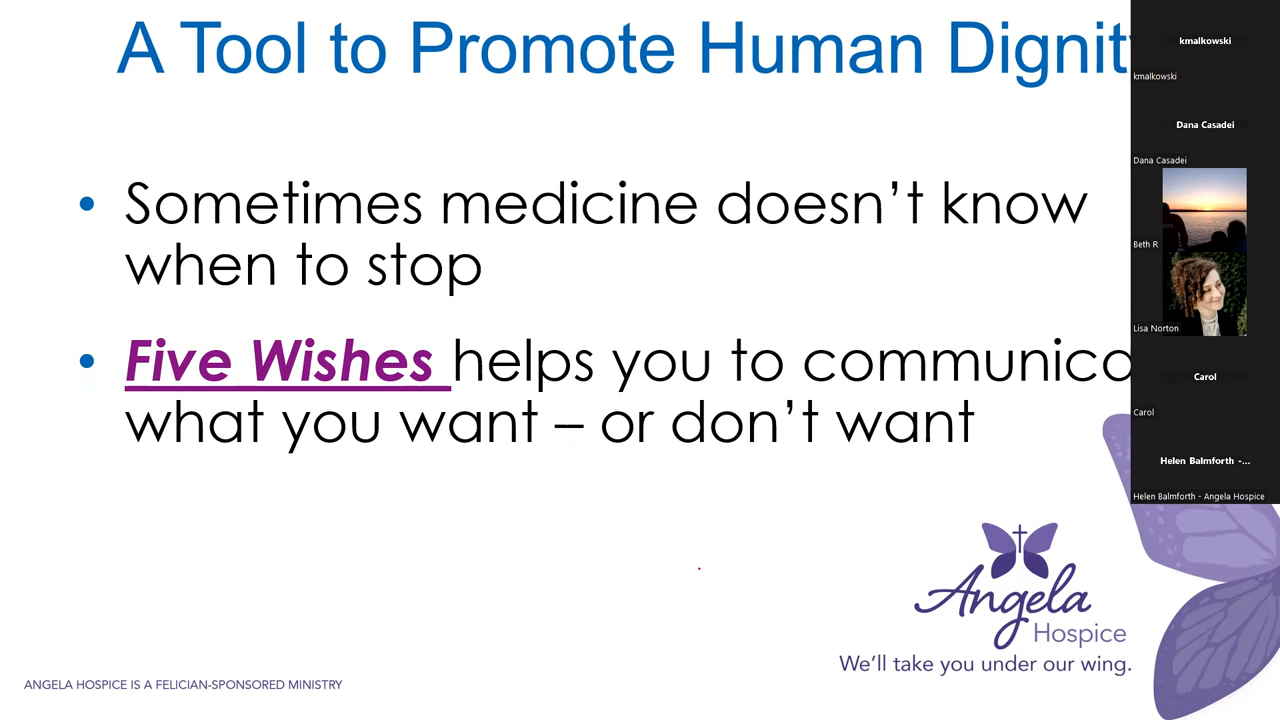 A Tool to Promote Human Dignit
• Sometimes medicine doesn’t know
when to stop
• Five Wishes helps you to communica
what you want – or don’t want
Angela
Hospice
We’ll take you under our wing.
ANGELA HOSPICE IS A FELICIAN-SPONSORED MINISTRY
kmalkowski
kmalkowski
Dana Casadei
Dana Casadei
Beth R
Lisa Norton
Carol
Carol
Helen Balmforth -...
Helen Balmforth - Angela Hospice